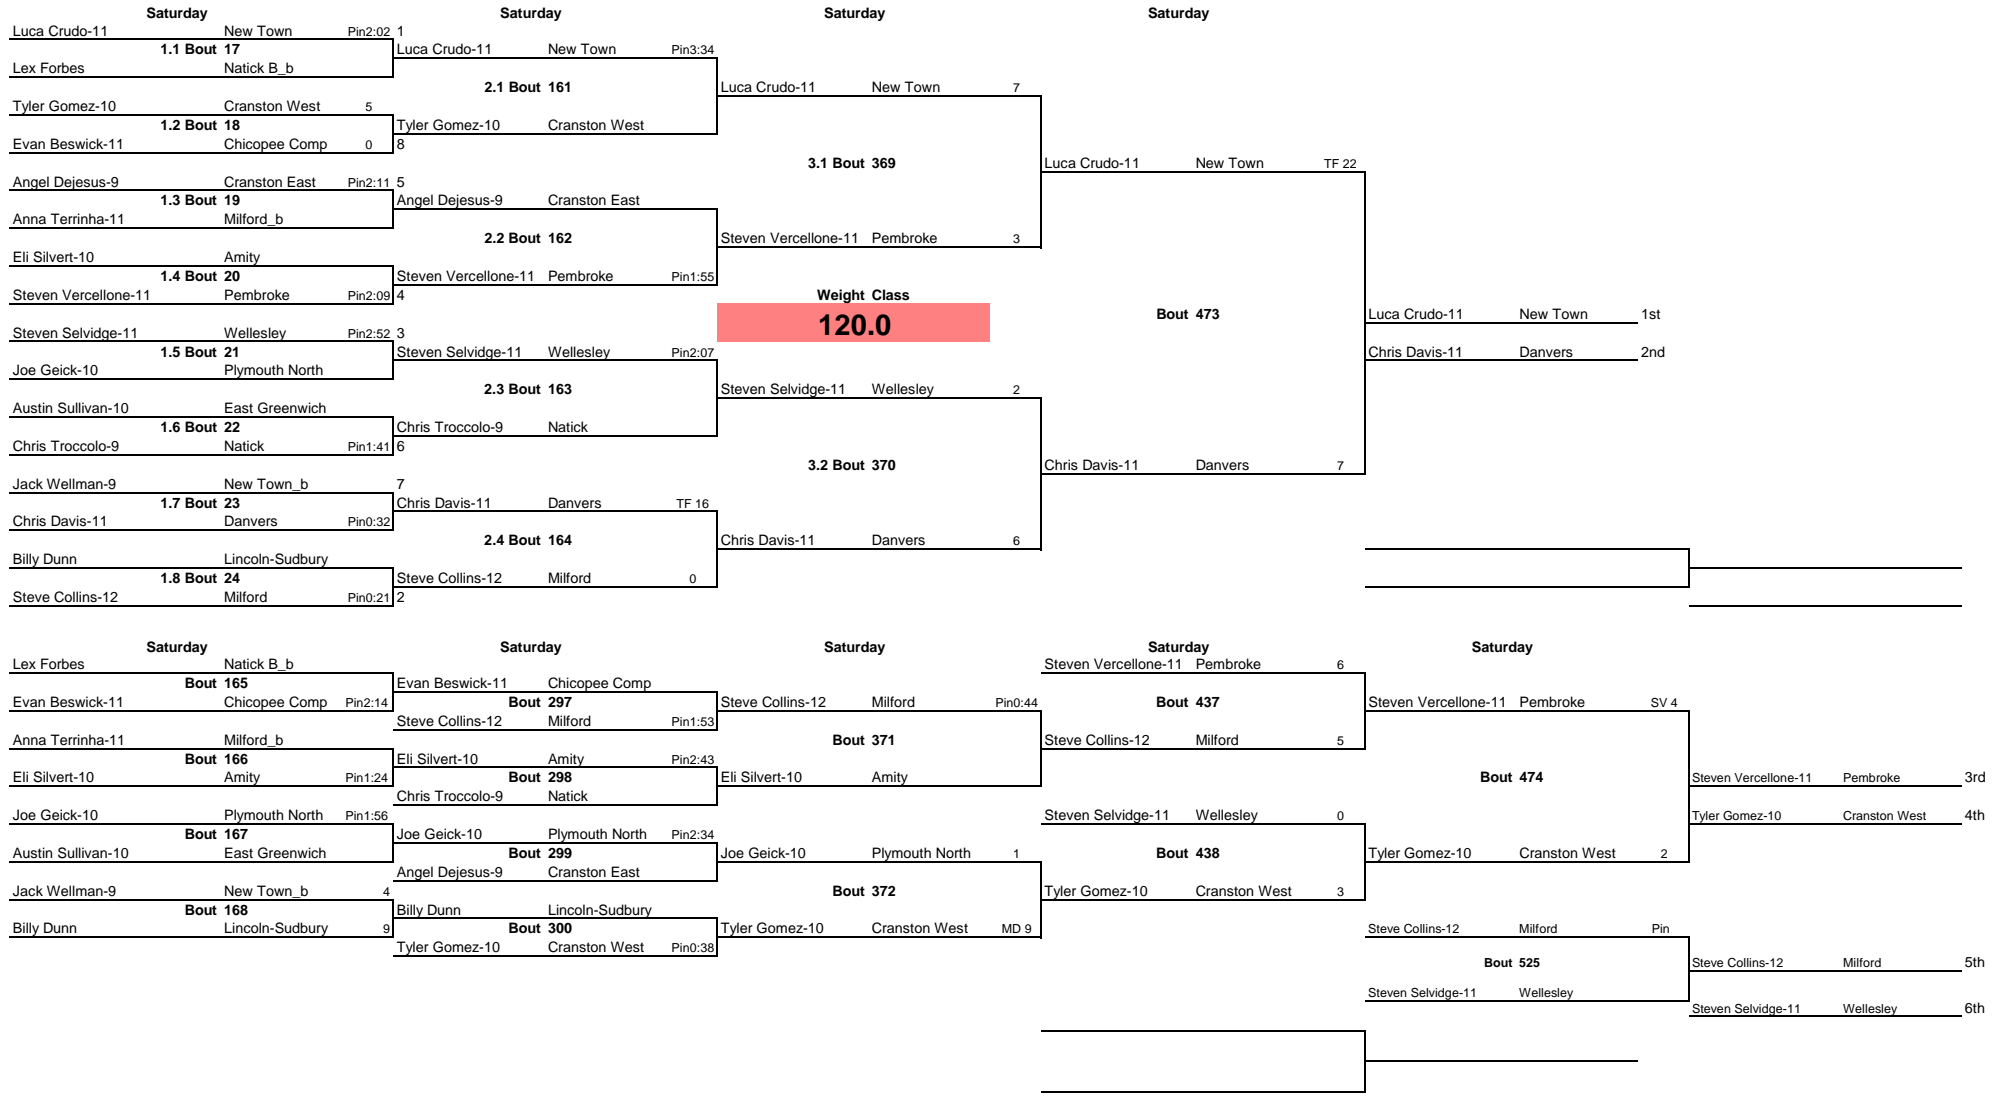 Saturday Saturday Saturday Saturday
Luca Crudo-11 New Town Pin2:02 1
1.1 Bout 17 Luca Crudo-11 New Town Pin3:34
Lex Forbes Natick B_b
2.1 Bout 161 Luca Crudo-11 New Town 7
Tyler Gomez-10 Cranston West 5
1.2 Bout 18 Tyler Gomez-10 Cranston West
Evan Beswick-11 Chicopee Comp 0 8
3.1 Bout 369 Luca Crudo-11 New Town TF 22
Angel Dejesus-9 Cranston East Pin2:11 5
1.3 Bout 19 Angel Dejesus-9 Cranston East
Anna Terrinha-11 Milford_b
2.2 Bout 162 Steven Vercellone-11 Pembroke 3
Eli Silvert-10 Amity
1.4 Bout 20 Steven Vercellone-11 Pembroke Pin1:55
Steven Vercellone-11 Pembroke Pin2:09 4 Weight Class
120.0 Bout 473 Luca Crudo-11 New Town 1st
Steven Selvidge-11 Wellesley Pin2:52 3
1.5 Bout 21 Steven Selvidge-11 Wellesley Pin2:07 Chris Davis-11 Danvers 2nd
Joe Geick-10 Plymouth North
2.3 Bout 163 Steven Selvidge-11 Wellesley 2
Austin Sullivan-10 East Greenwich
1.6 Bout 22 Chris Troccolo-9 Natick
Chris Troccolo-9 Natick Pin1:41 6
3.2 Bout 370 Chris Davis-11 Danvers 7
Jack Wellman-9 New Town_b 7
1.7 Bout 23 Chris Davis-11 Danvers TF 16
Chris Davis-11 Danvers Pin0:32
2.4 Bout 164 Chris Davis-11 Danvers 6
Billy Dunn Lincoln-Sudbury
1.8 Bout 24 Steve Collins-12 Milford 0
Steve Collins-12 Milford Pin0:21 2
Saturday Saturday Saturday Saturday Saturday
Lex Forbes Natick B_b Steven Vercellone-11 Pembroke 6
Bout 165 Evan Beswick-11 Chicopee Comp
Evan Beswick-11 Chicopee Comp Pin2:14 Bout 297 Steve Collins-12 Milford Pin0:44 Bout 437 Steven Vercellone-11 Pembroke SV 4
Steve Collins-12 Milford Pin1:53
Anna Terrinha-11 Milford_b Bout 371 Steve Collins-12 Milford 5
Bout 166 Eli Silvert-10 Amity Pin2:43
Eli Silvert-10 Amity Pin1:24 Bout 298 Eli Silvert-10 Amity Bout 474 Steven Vercellone-11 Pembroke 3rd
Chris Troccolo-9 Natick
Joe Geick-10 Plymouth North Pin1:56 Steven Selvidge-11 Wellesley 0 Tyler Gomez-10 Cranston West 4th
Bout 167 Joe Geick-10 Plymouth North Pin2:34
Austin Sullivan-10 East Greenwich Bout 299 Joe Geick-10 Plymouth North 1 Bout 438 Tyler Gomez-10 Cranston West 2
Angel Dejesus-9 Cranston East
Jack Wellman-9 New Town_b 4 Bout 372 Tyler Gomez-10 Cranston West 3
Bout 168 Billy Dunn Lincoln-Sudbury
Billy Dunn Lincoln-Sudbury 9 Bout 300 Tyler Gomez-10 Cranston West MD 9 Steve Collins-12 Milford Pin
Tyler Gomez-10 Cranston West Pin0:38
Bout 525 Steve Collins-12 Milford 5th
Steven Selvidge-11 Wellesley
Steven Selvidge-11 Wellesley 6th